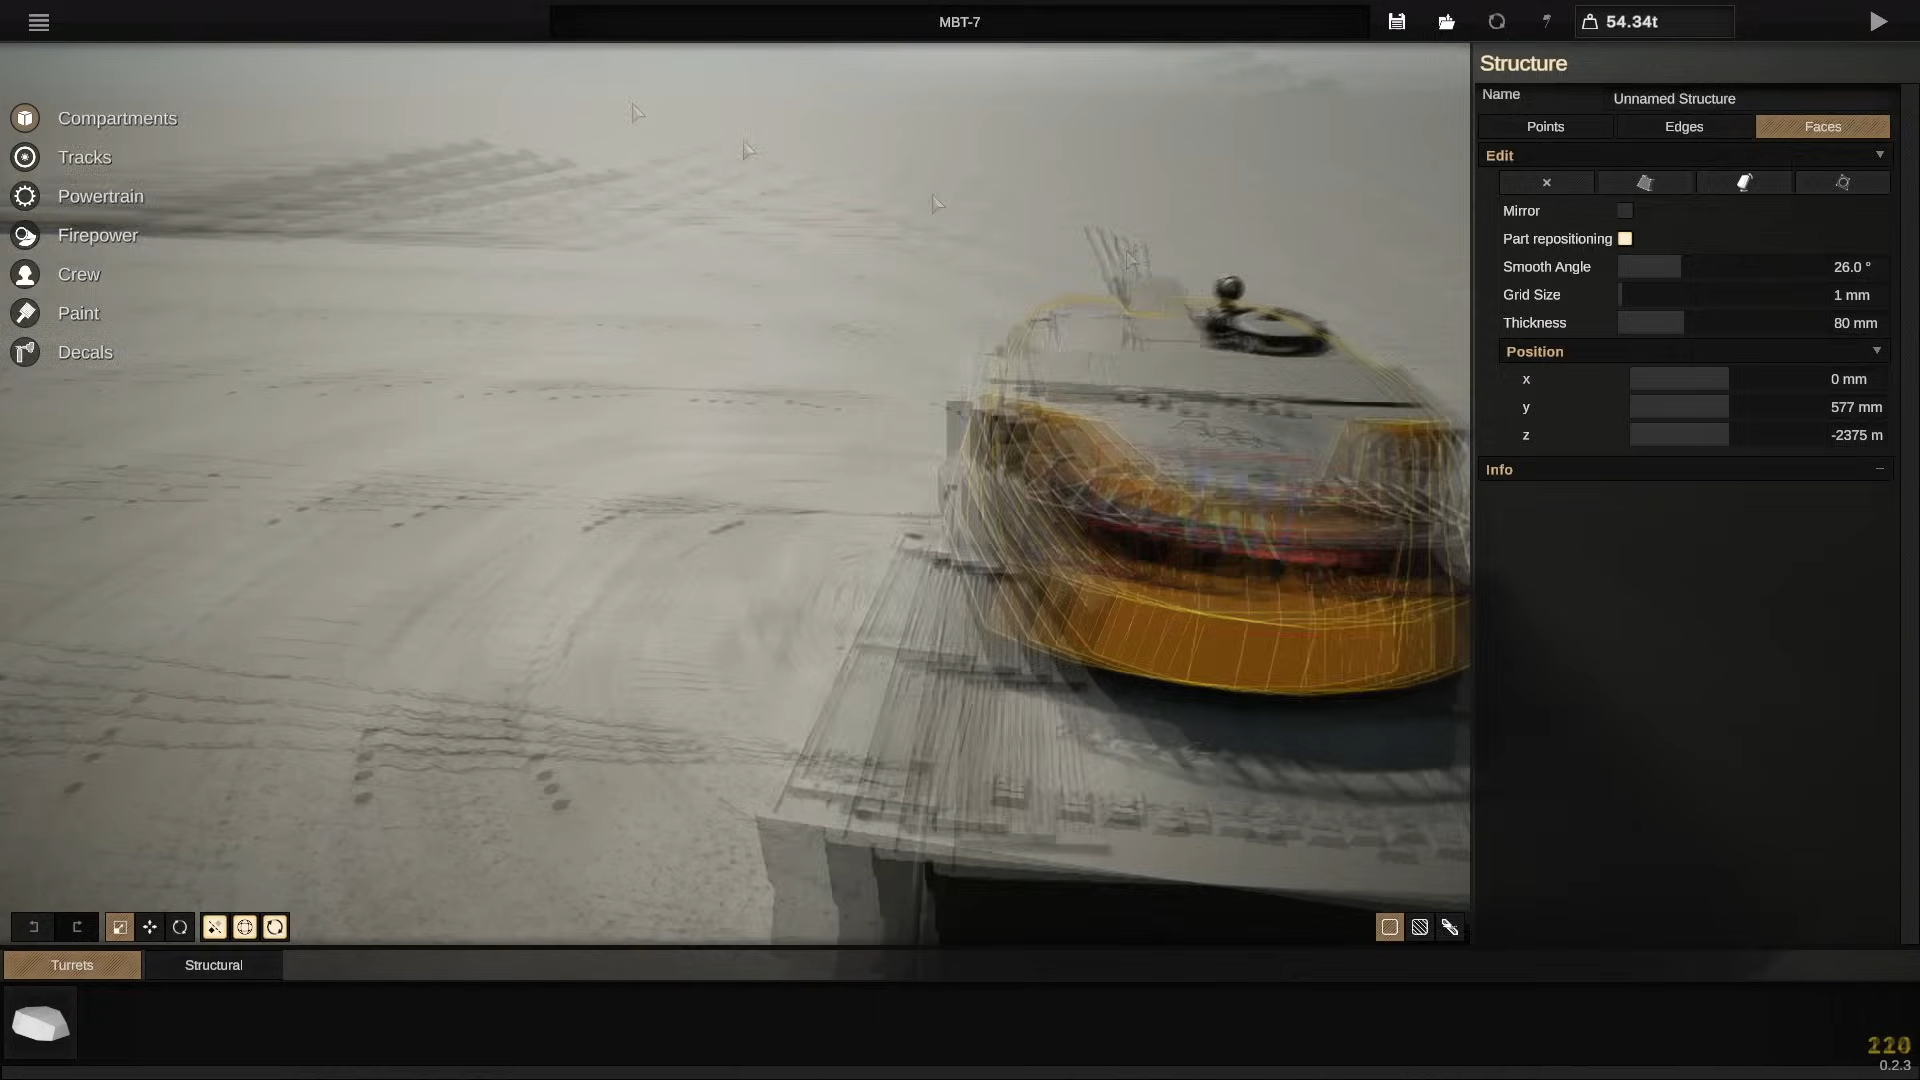 MBT-7
54.34t
Structure
Name
Unnamed Structure
Points
Edges
Faces
Edit
Mirror
Part repositioning
Smooth Angle
26.0 °
Grid Size
1 mm
Thickness
80 mm
Position
x
0 mm
y
577 mm
z
-2375 m
Info
Compartments
Tracks
Powertrain
Firepower
Crew
Paint
Decals
Turrets
Structural
220
0.2.3